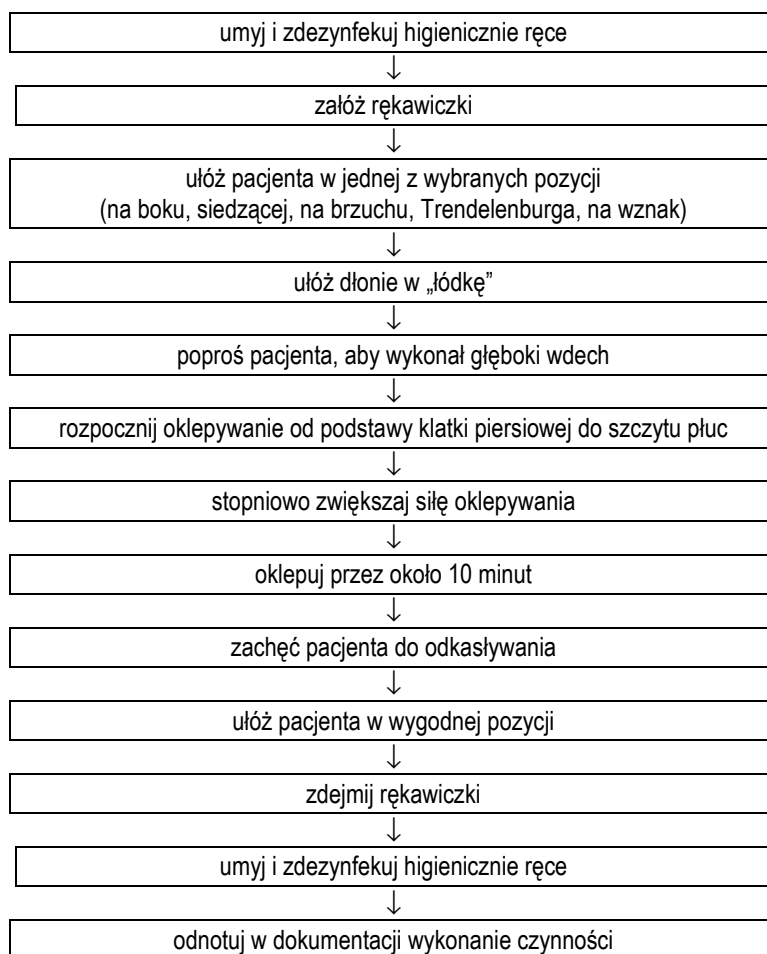 umyj i zdezynfekuj higienicznie ręce
↓
załóż rękawiczki
↓
ułóż pacjenta w jednej z wybranych pozycji
(na boku, siedzącej, na brzuchu, Trendelenburga, na wznak)
↓
ułóż dłonie w „łódkę”
↓
poproś pacjenta, aby wykonał głęboki wdech
↓
rozpocznij oklepywanie od podstawy klatki piersiowej do szczytu płuc
↓
stopniowo zwiększaj siłę oklepywania
↓
oklepuj przez około 10 minut
↓
zachęć pacjenta do odkasływania
↓
ułóż pacjenta w wygodnej pozycji
↓
zdejmij rękawiczki
↓
umyj i zdezynfekuj higienicznie ręce
↓
odnotuj w dokumentacji wykonanie czynności